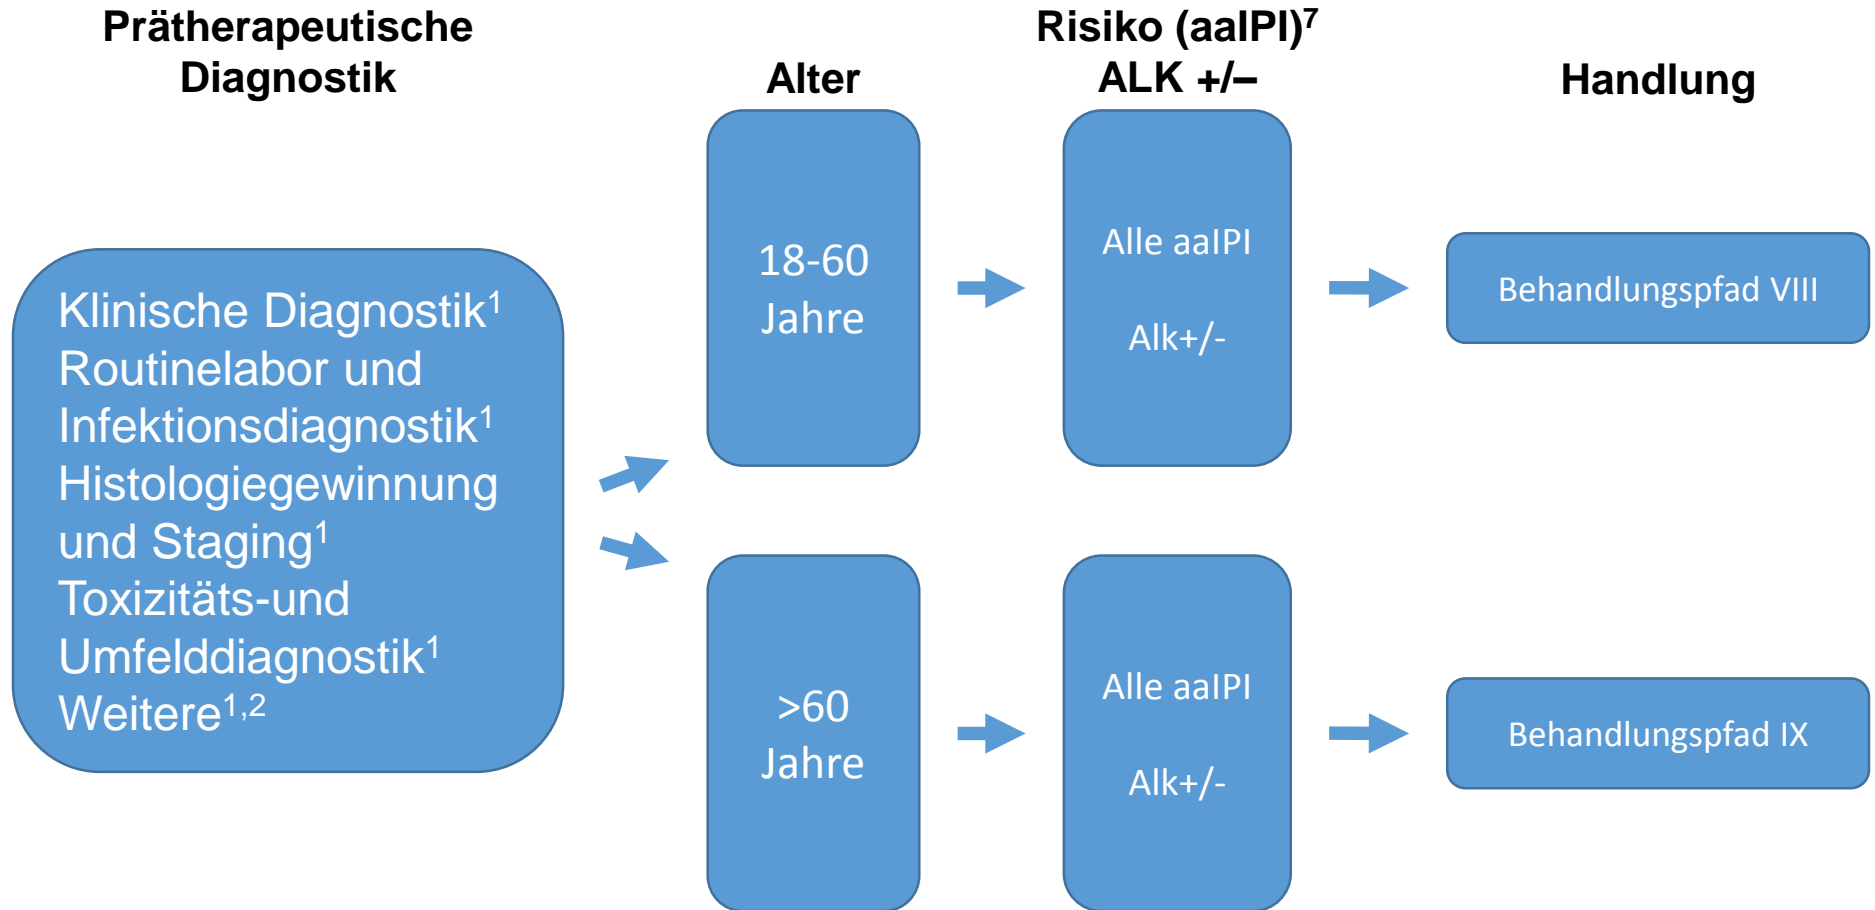 Prätherapeutische
Diagnostik
Alter
Risiko (aaIPI)⁷
ALK +/–
Handlung
Klinische Diagnostik¹
Routinelabor und
Infektionsdiagnostik¹
Histologiegewinnung
und Staging¹
Toxizitäts-und
Umfelddiagnostik¹
Weitere¹,²
18-60
Jahre
Alle aaIPI
Alk+/-
Behandlungspfad VIII
>60
Jahre
Alle aaIPI
Alk+/-
Behandlungspfad IX